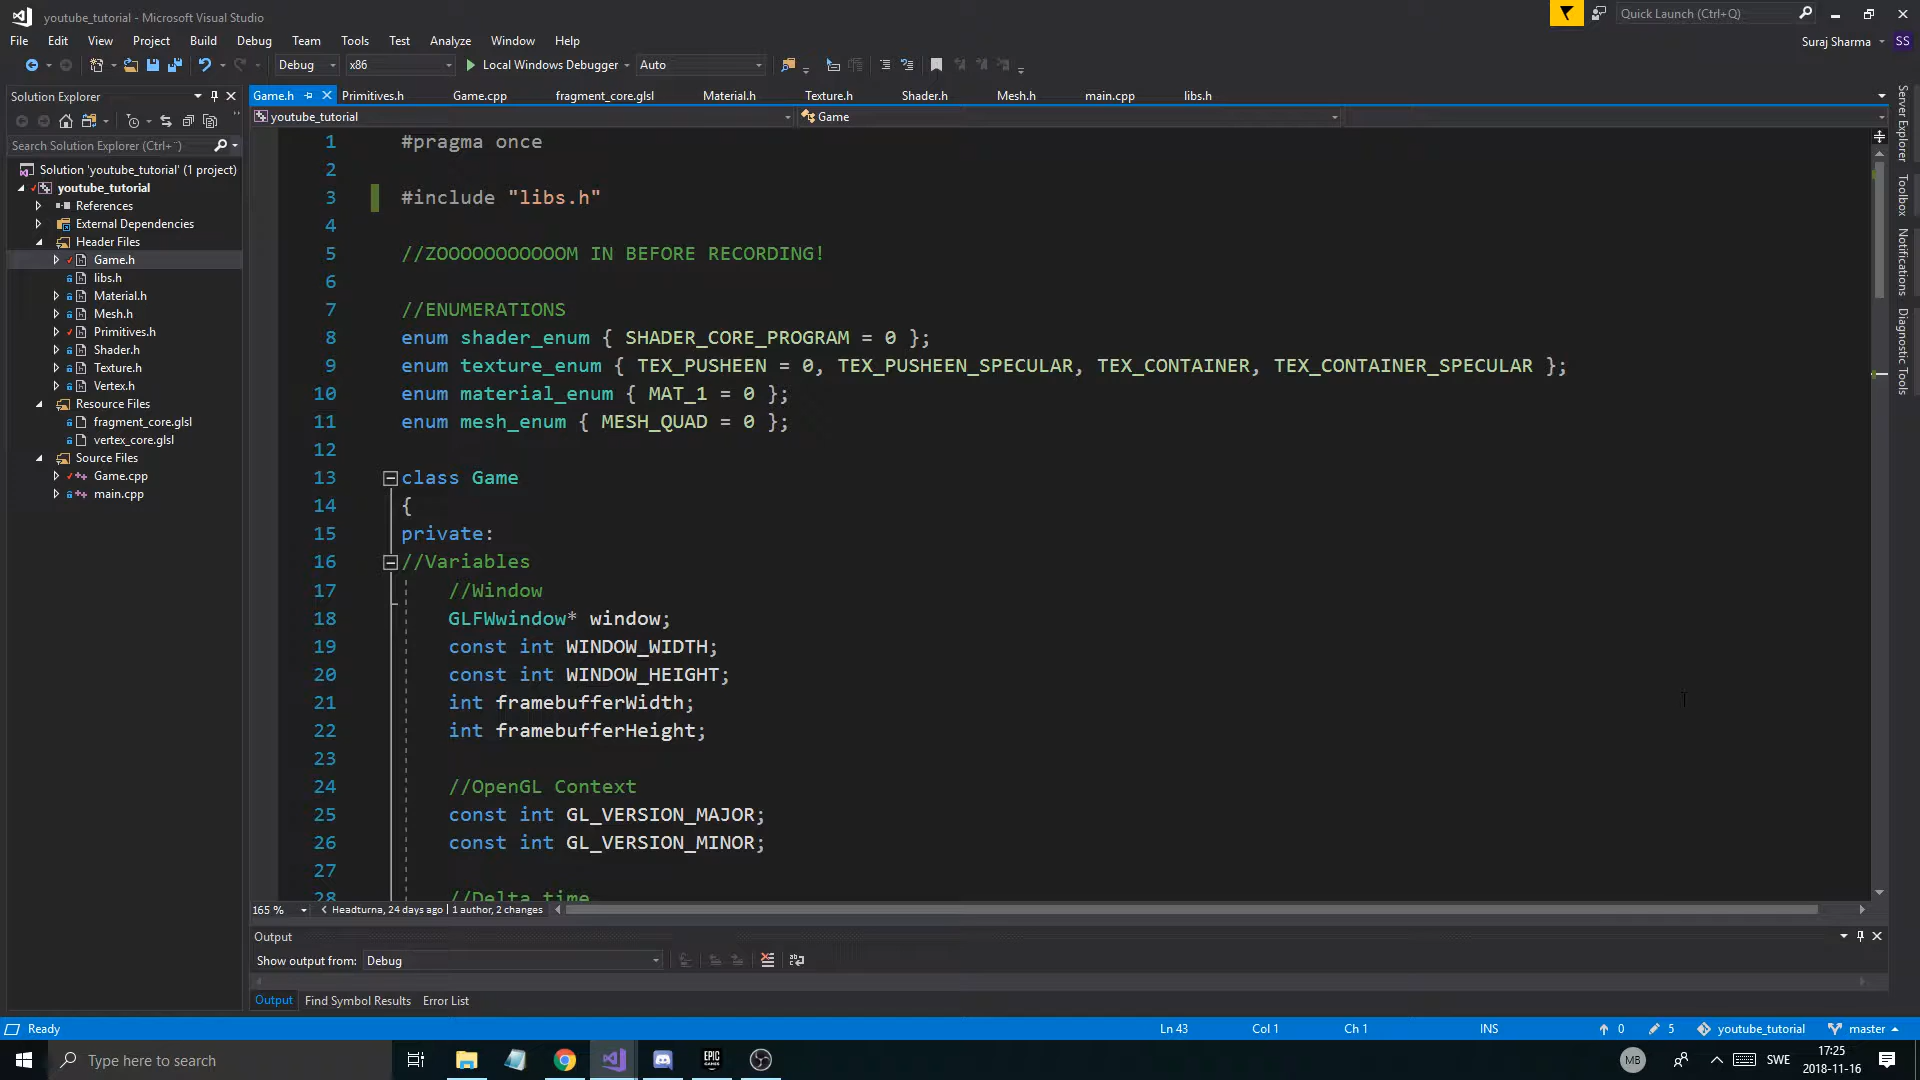 youtube_tutorial - Microsoft Visual Studio
Quick Launch (Ctrl+Q)
File Edit View Project Build Debug Team Tools Test Analyze Window Help
Suraj Sharma SS
Debug x86 Local Windows Debugger Auto
Solution Explorer
Search Solution Explorer (Ctrl+¨)
Solution 'youtube_tutorial' (1 project)
youtube_tutorial
References
External Dependencies
Header Files
Game.h
libs.h
Material.h
Mesh.h
Primitives.h
Shader.h
Texture.h
Vertex.h
Resource Files
fragment_core.glsl
vertex_core.glsl
Source Files
Game.cpp
main.cpp
Game.h Primitives.h Game.cpp fragment_core.glsl Material.h Texture.h Shader.h Mesh.h main.cpp libs.h
youtube_tutorial Game
1 #pragma once
2
3 #include "libs.h"
4
5 //ZOOOOOOOOOOOM IN BEFORE RECORDING!
6
7 //ENUMERATIONS
8 enum shader_enum { SHADER_CORE_PROGRAM = 0 };
9 enum texture_enum { TEX_PUSHEEN = 0, TEX_PUSHEEN_SPECULAR, TEX_CONTAINER, TEX_CONTAINER_SPECULAR };
10 enum material_enum { MAT_1 = 0 };
11 enum mesh_enum { MESH_QUAD = 0 };
12
13 class Game
14 {
15 private:
16 //Variables
17 //Window
18 GLFWwindow* window;
19 const int WINDOW_WIDTH;
20 const int WINDOW_HEIGHT;
21 int framebufferWidth;
22 int framebufferHeight;
23
24 //OpenGL Context
25 const int GL_VERSION_MAJOR;
26 const int GL_VERSION_MINOR;
27
28 //Delta time
165 % Headturna, 24 days ago | 1 author, 2 changes
Server Explorer
Toolbox
Notifications
Diagnostic Tools
Output
Show output from: Debug
Output Find Symbol Results Error List
Ready Ln 43 Col 1 Ch 1 INS 0 5 youtube_tutorial master
Type here to search
EPIC GAMES
MB
SWE
17:25
2018-11-16